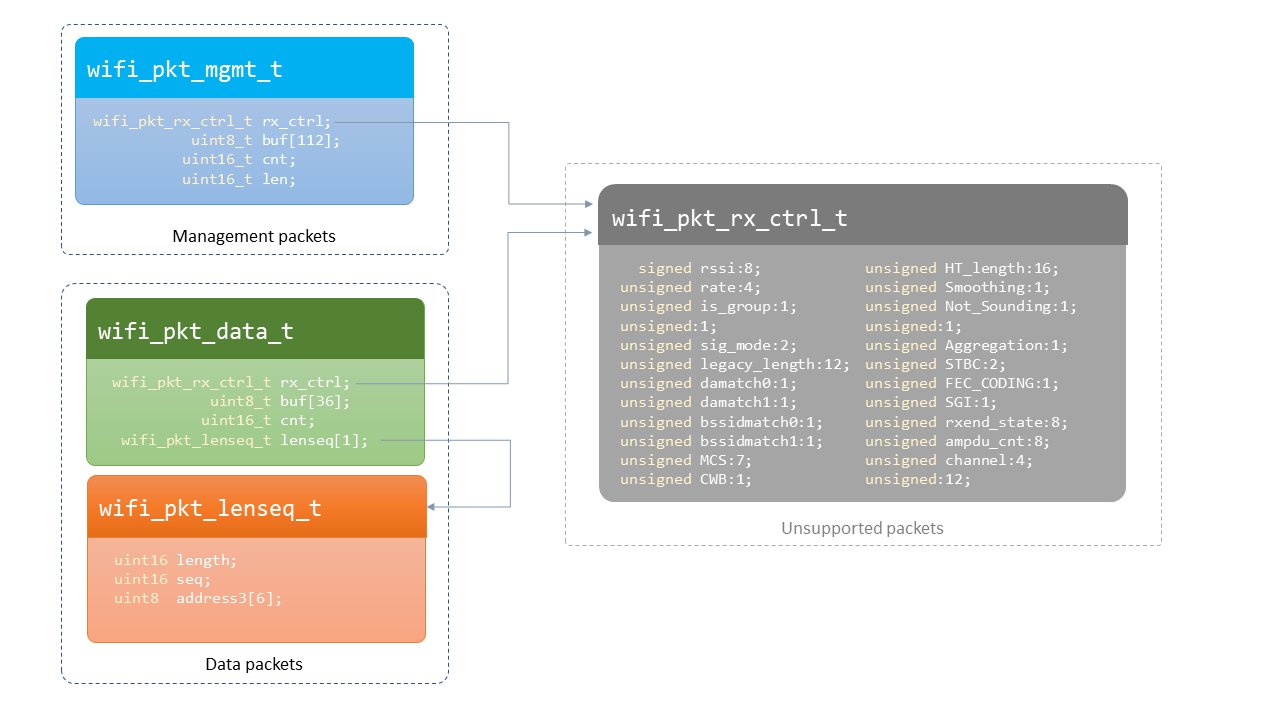 wifi_pkt_mgmt_t
wifi_pkt_rx_ctrl_t rx_ctrl;
uint8_t buf[112];
uint16_t cnt;
uint16_t len;
Management packets
wifi_pkt_data_t
wifi_pkt_rx_ctrl_t rx_ctrl;
uint8_t buf[36];
uint16_t cnt;
wifi_pkt_lenseq_t lenseq[1];
wifi_pkt_lenseq_t
uint16 length;
uint16 seq;
uint8 address3[6];
Data packets
wifi_pkt_rx_ctrl_t
signed rssi:8;
unsigned rate:4;
unsigned is_group:1;
unsigned:1;
unsigned sig_mode:2;
unsigned legacy_length:12;
unsigned damatch0:1;
unsigned damatch1:1;
unsigned bssidmatch0:1;
unsigned bssidmatch1:1;
unsigned MCS:7;
unsigned CWB:1;
unsigned HT_length:16;
unsigned Smoothing:1;
unsigned Not_Sounding:1;
unsigned:1;
unsigned Aggregation:1;
unsigned STBC:2;
unsigned FEC_CODING:1;
unsigned SGI:1;
unsigned rxend_state:8;
unsigned ampdu_cnt:8;
unsigned channel:4;
unsigned:12;
Unsupported packets